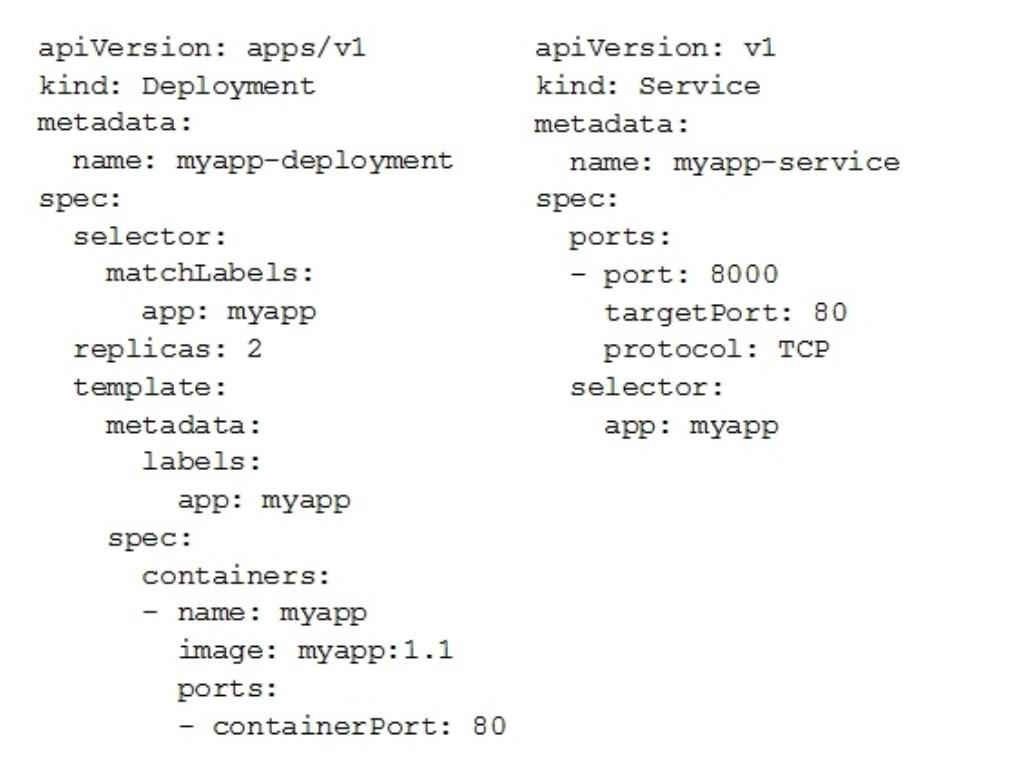 apiVersion: apps/v1
kind: Deployment
metadata:
  name: myapp-deployment
spec:
  selector:
    matchLabels:
      app: myapp
  replicas: 2
  template:
    metadata:
      labels:
        app: myapp
    spec:
      containers:
      - name: myapp
        image: myapp:1.1
        ports:
        - containerPort: 80
apiVersion: v1
kind: Service
metadata:
  name: myapp-service
spec:
  ports:
  - port: 8000
    targetPort: 80
    protocol: TCP
  selector:
    app: myapp